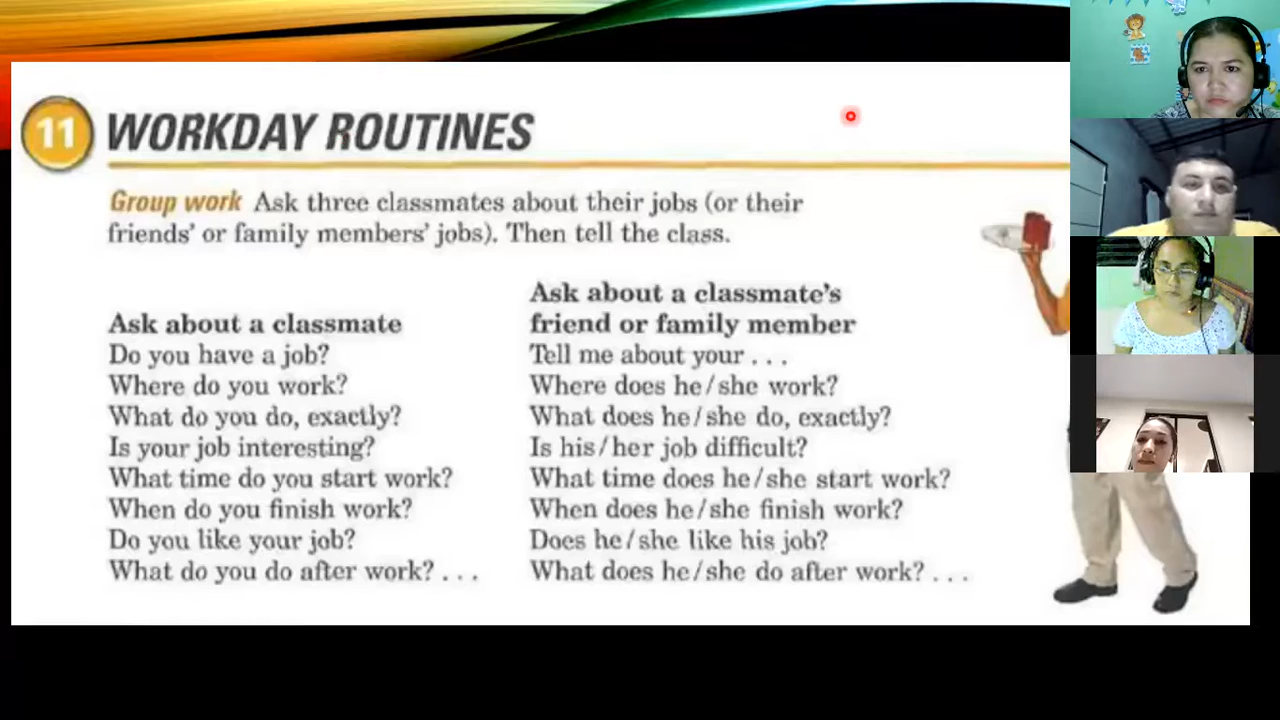 11 WORKDAY ROUTINES
Group work Ask three classmates about their jobs (or their
friends' or family members' jobs). Then tell the class.
Ask about a classmate
Do you have a job?
Where do you work?
What do you do, exactly?
Is your job interesting?
What time do you start work?
When do you finish work?
Do you like your job?
What do you do after work? . . .
Ask about a classmate's
friend or family member
Tell me about your . . .
Where does he/she work?
What does he/she do, exactly?
Is his/her job difficult?
What time does he/she start work?
When does he/she finish work?
Does he/she like his job?
What does he/she do after work? . . .